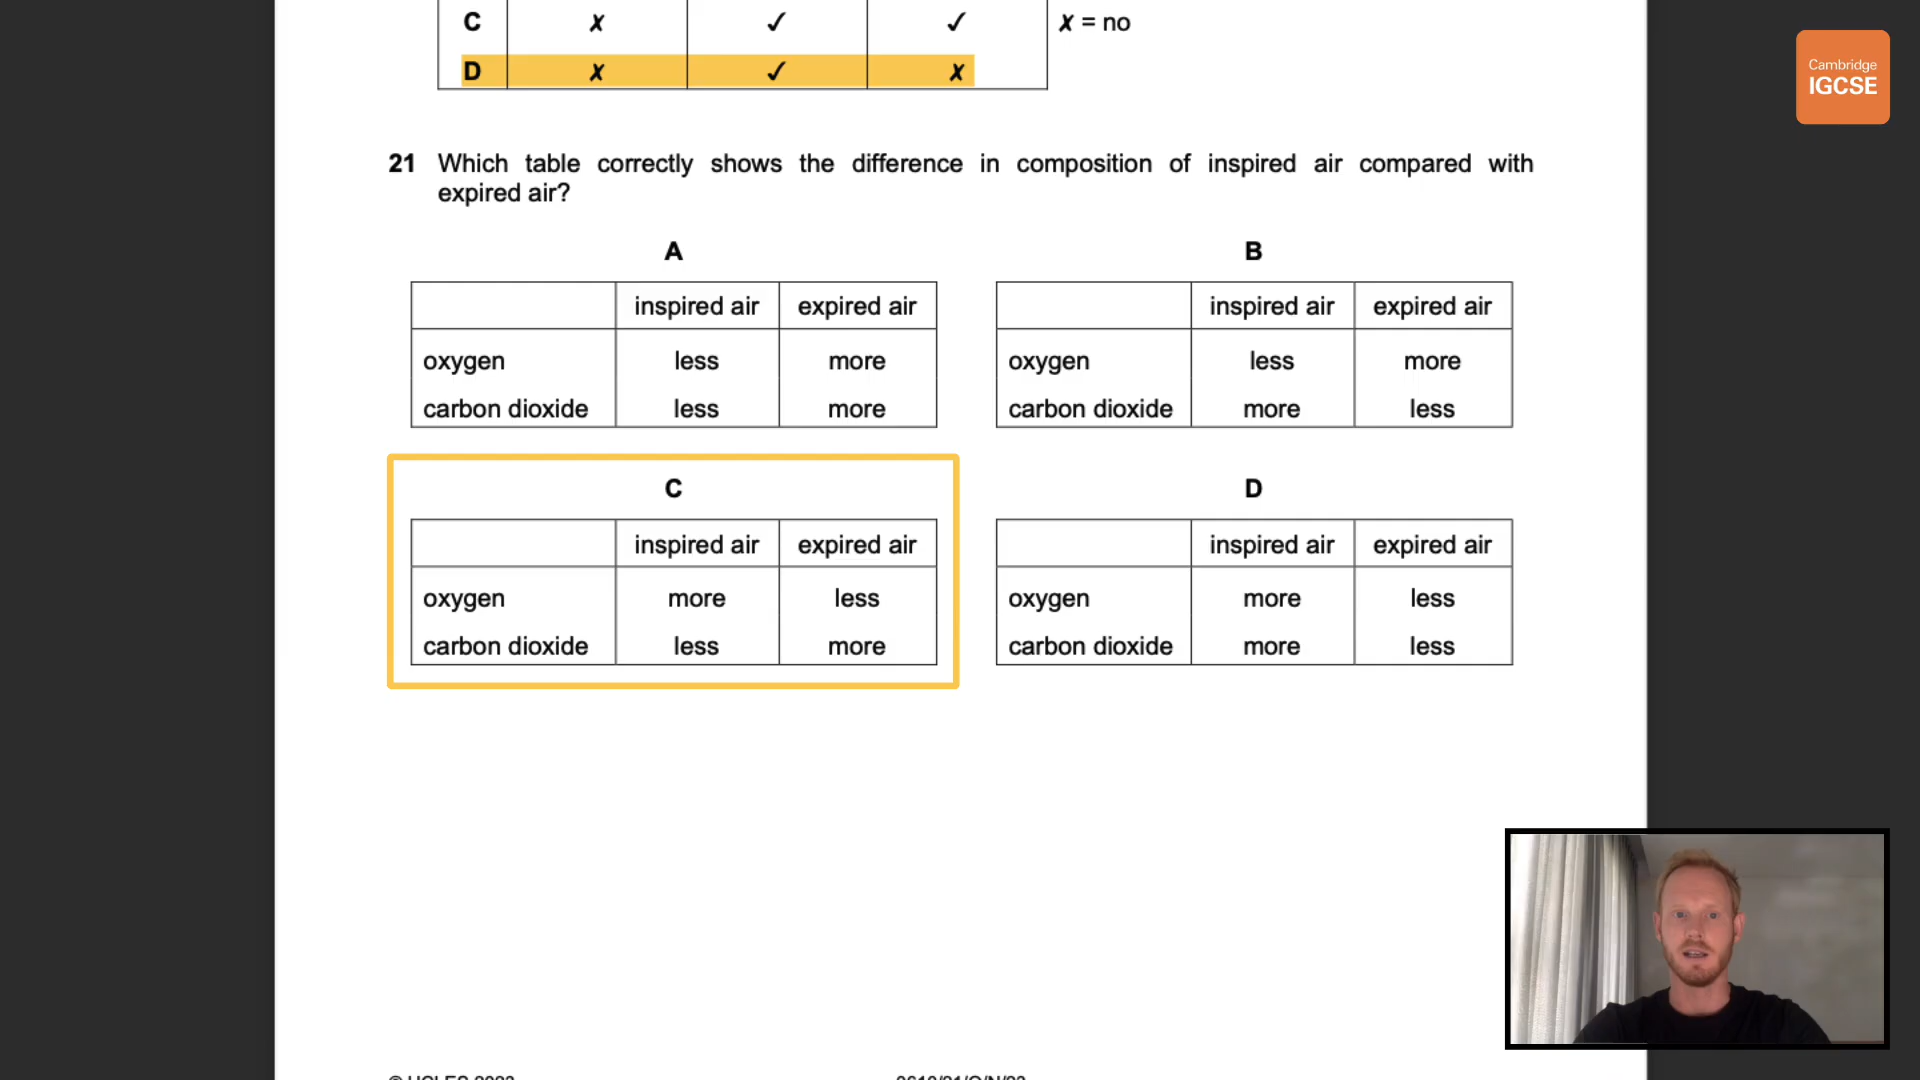 C ✗ ✓ ✓ ✗ = no
D ✗ ✓ ✗
Cambridge
IGCSE
21 Which table correctly shows the difference in composition of inspired air compared with
expired air?
A
inspired air expired air
oxygen less more
carbon dioxide less more
B
inspired air expired air
oxygen less more
carbon dioxide more less
C
inspired air expired air
oxygen more less
carbon dioxide less more
D
inspired air expired air
oxygen more less
carbon dioxide more less